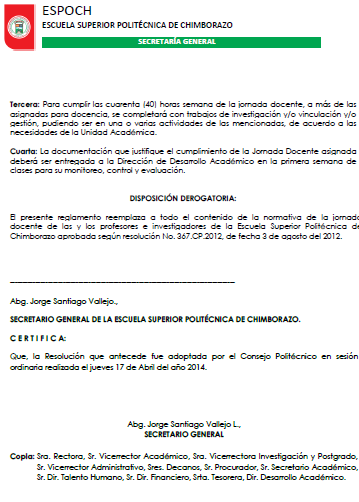 ESPOCH
ESCUELA SUPERIOR POLITÉCNICA DE CHIMBORAZO
SECRETARÍA GENERAL
Tercera: Para cumplir las cuarenta (40) horas semana de la jornada docente, a más de las
asignadas para docencia, se completará con trabajos de investigación y/o vinculación y/o
gestión, pudiendo ser en una o varias actividades de las mencionadas, de acuerdo a las
necesidades de la Unidad Académica.
Cuarta: La documentación que justifique el cumplimiento de la Jornada Docente asignada
deberá ser entregada a la Dirección de Desarrollo Académico en la primera semana de
clases para su monitoreo, control y evaluación.
DISPOSICIÓN DEROGATORIA:
El presente reglamento reemplaza a todo el contenido de la normativa de la jornada
docente de las y los profesores e investigadores de la Escuela Superior Politécnica de
Chimborazo aprobada según resolución No. 367.CP.2012, de fecha 3 de agosto del 2012.
Abg. Jorge Santiago Vallejo.,
SECRETARIO GENERAL DE LA ESCUELA SUPERIOR POLITÉCNICA DE CHIMBORAZO.
C E R T I F I C A :
Que, la Resolución que antecede fue adoptada por el Consejo Politécnico en sesión
ordinaria realizada el jueves 17 de Abril del año 2014.
Abg. Jorge Santiago Vallejo L.,
SECRETARIO GENERAL
Copia: Sra. Rectora, Sr. Vicerrector Académico, Sra. Vicerrectora Investigación y Postgrado,
Sr. Vicerrector Administrativo, Sres. Decanos, Sr. Procurador, Sr. Secretario Académico,
Sr. Dir. Talento Humano, Sr. Dir. Financiero, Srta. Tesorera, Dir. Desarrollo Académico.